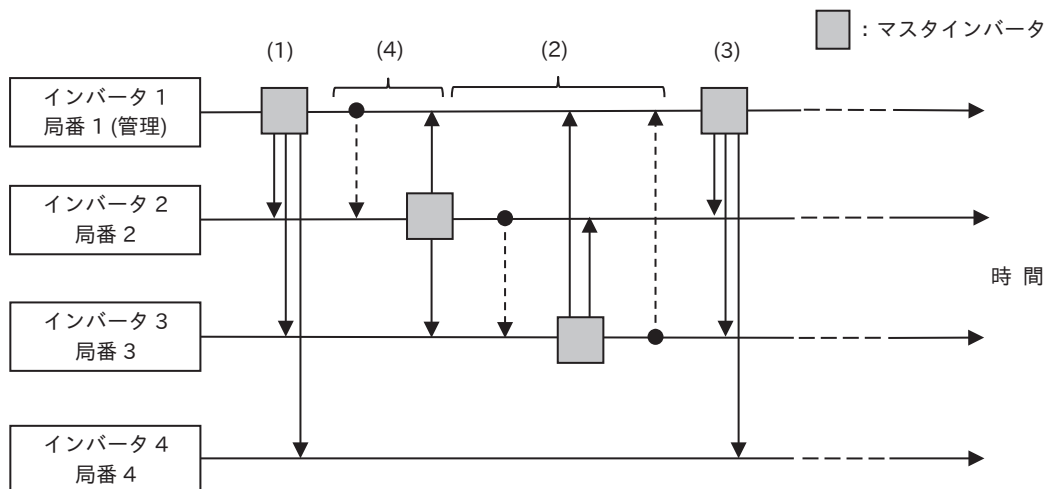 ：マスタインバータ
(1)
(4)
(2)
(3)
インバータ 1
局番 1 (管理)
インバータ 2
局番 2
時 間
インバータ 3
局番 3
インバータ 4
局番 4